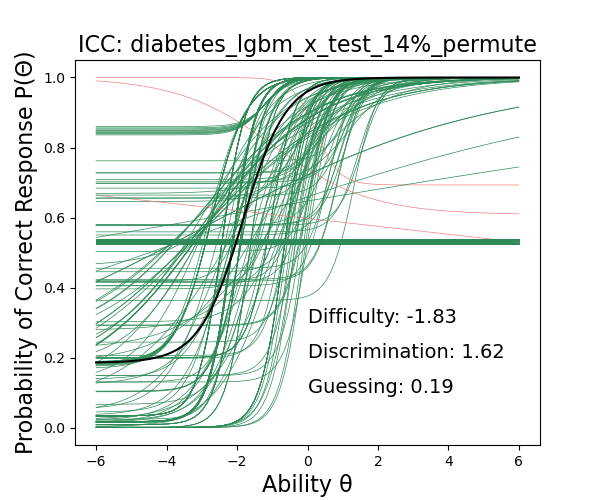 ICC: diabetes_lgbm_x_test_14%_permute
Probability of Correct Response P(Θ)
1.0
0.8
0.6
0.4
0.2
0.0
Difficulty: -1.83
Discrimination: 1.62
Guessing: 0.19
−6 −4 −2 0 2 4 6
Ability θ